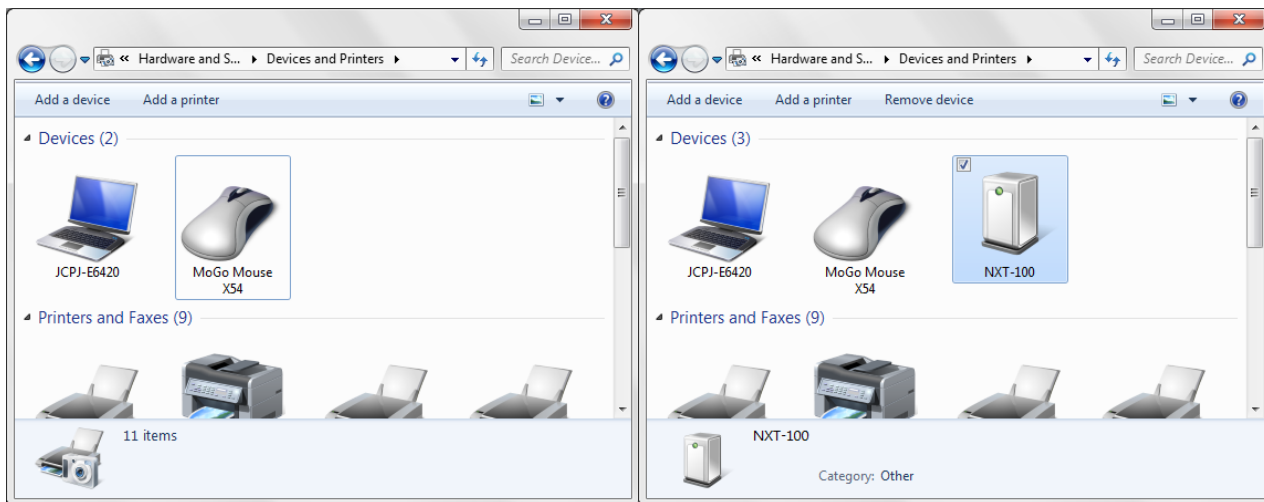 « Hardware and S... ▸ Devices and Printers ▸ Search Device...
Add a device Add a printer
Devices (2)
JCPJ-E6420
MoGo Mouse
X54
Printers and Faxes (9)
11 items
« Hardware and S... ▸ Devices and Printers ▸ Search Device...
Add a device Add a printer Remove device
Devices (3)
JCPJ-E6420
MoGo Mouse
X54
NXT-100
Printers and Faxes (9)
NXT-100
Category: Other